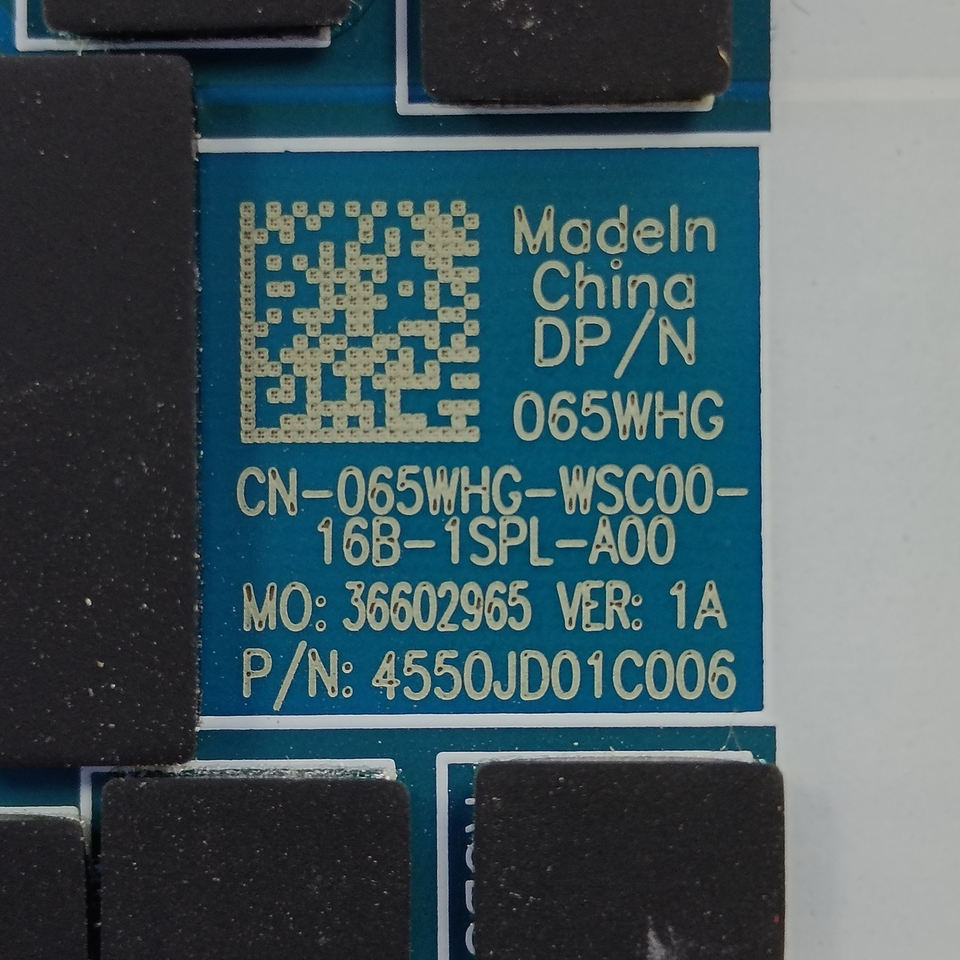 MadeIn
China
DP/N
065WHG
CN-065WHG-WSC00-
16B-1SPL-A00
MO: 36602965 VER: 1A
P/N: 4550JD01C006